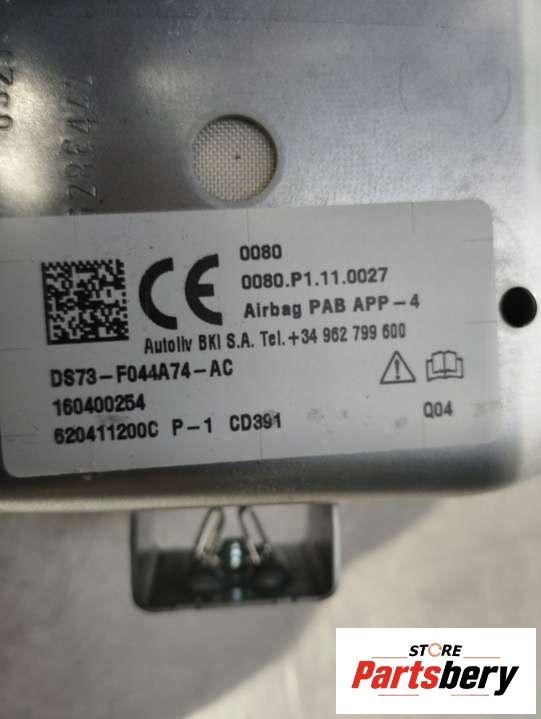 0080
0080.P1.11.0027
Airbag PAB APP-4
Autoliv BKI S.A. Tel.+34 962 799 600
DS73-F044A74-AC
160400254
620411200C P-1 CD391
Q04
STORE
Partsbery